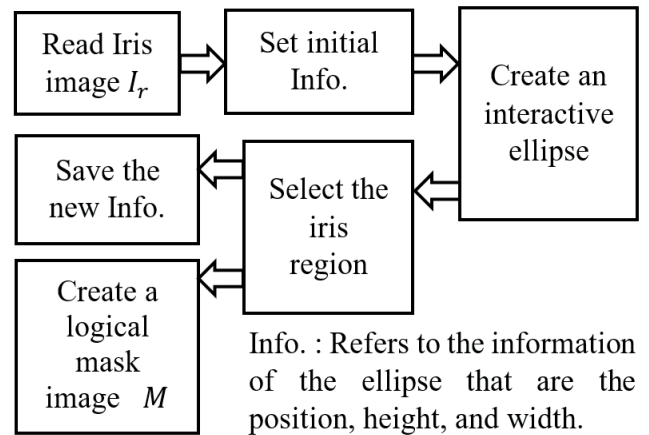 Read Iris
image I_r
Set initial
Info.
Create an
interactive
ellipse
Select the
iris
region
Save the
new Info.
Create a
logical
mask
image M
Info. : Refers to the information
of the ellipse that are the
position, height, and width.